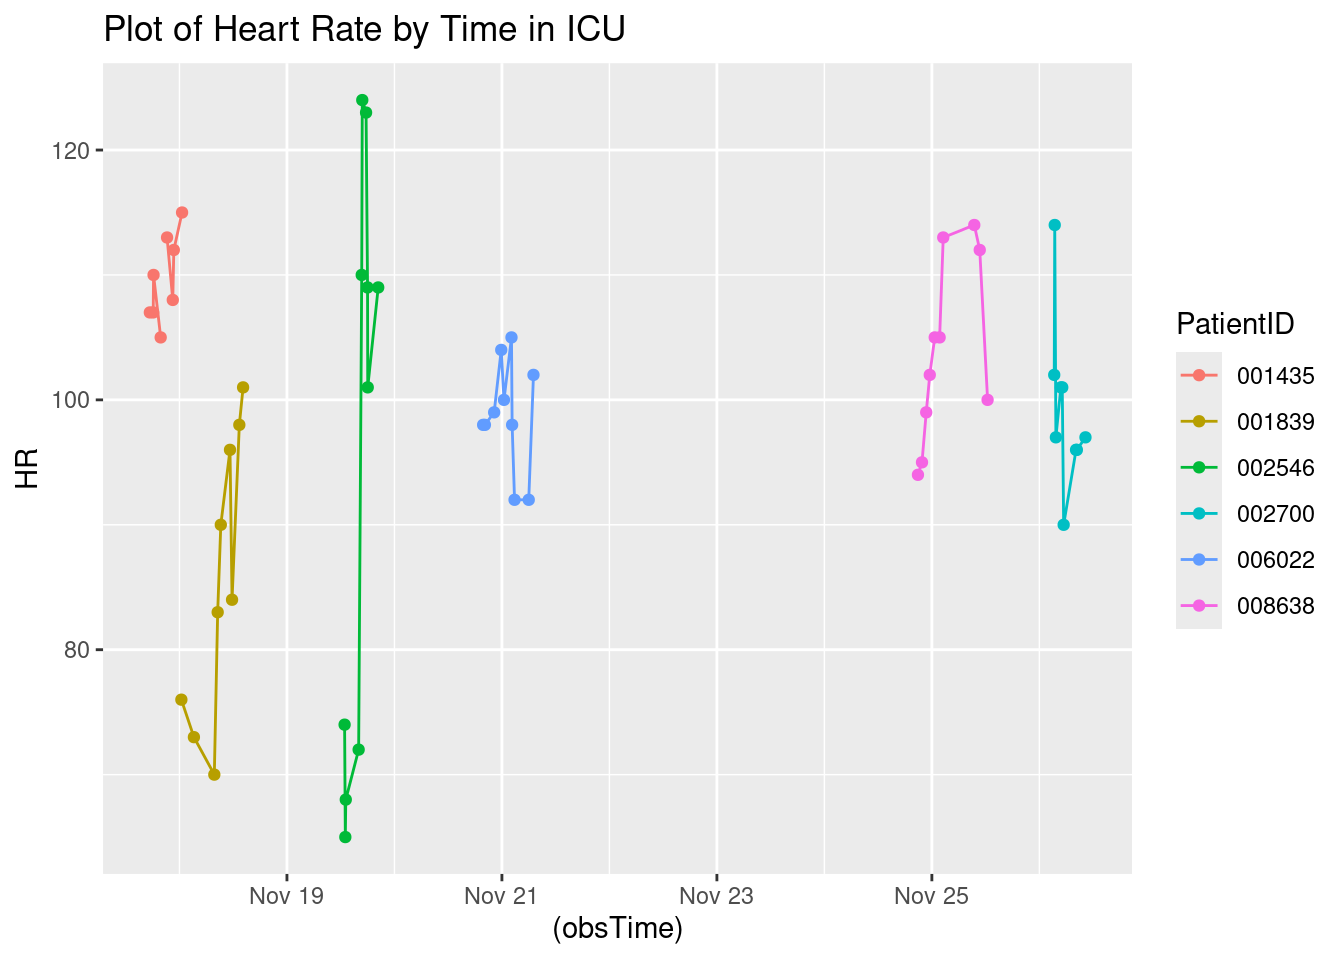 Plot of Heart Rate by Time in ICU
120
100
80
HR
Nov 19
Nov 21
Nov 23
Nov 25
(obsTime)
PatientID
001435
001839
002546
002700
006022
008638